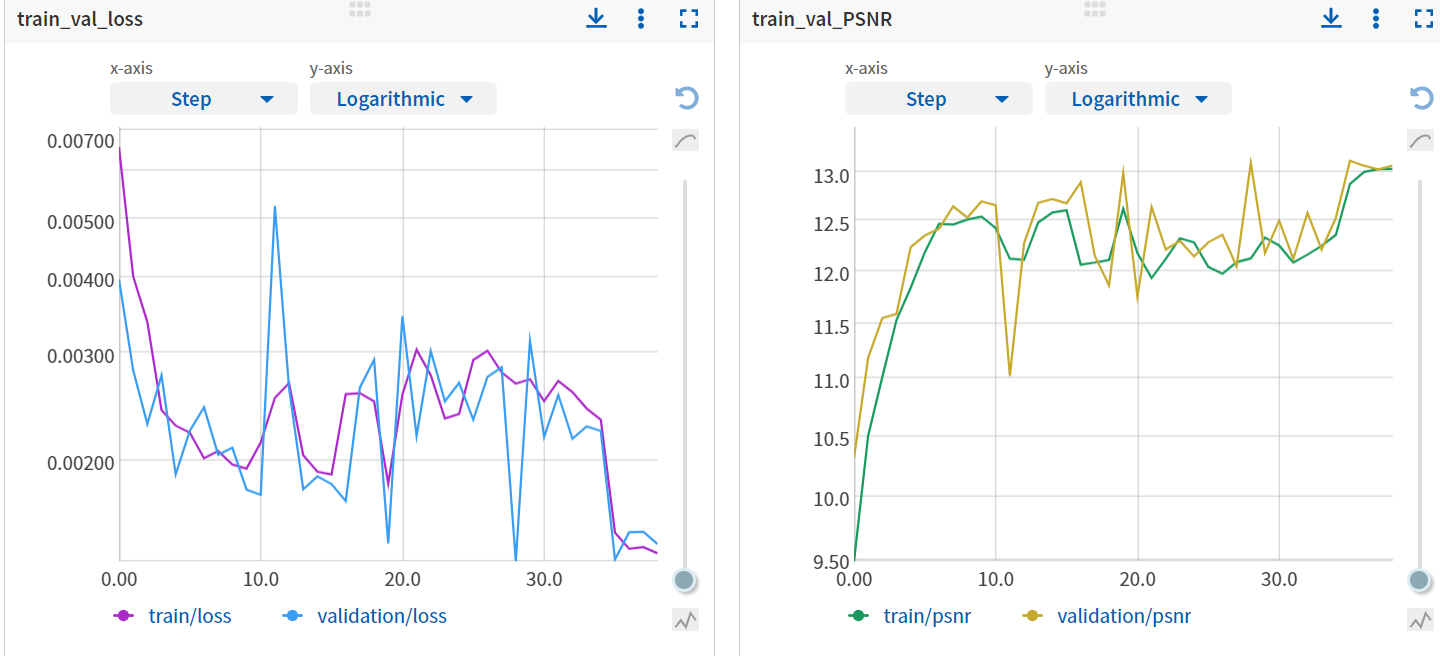 train_val_loss
x-axis
y-axis
Step
Logarithmic
0.00700
0.00500
0.00400
0.00300
0.00200
0.00
10.0
20.0
30.0
train/loss
validation/loss
train_val_PSNR
x-axis
y-axis
Step
Logarithmic
13.0
12.5
12.0
11.5
11.0
10.5
10.0
9.50
0.00
10.0
20.0
30.0
train/psnr
validation/psnr